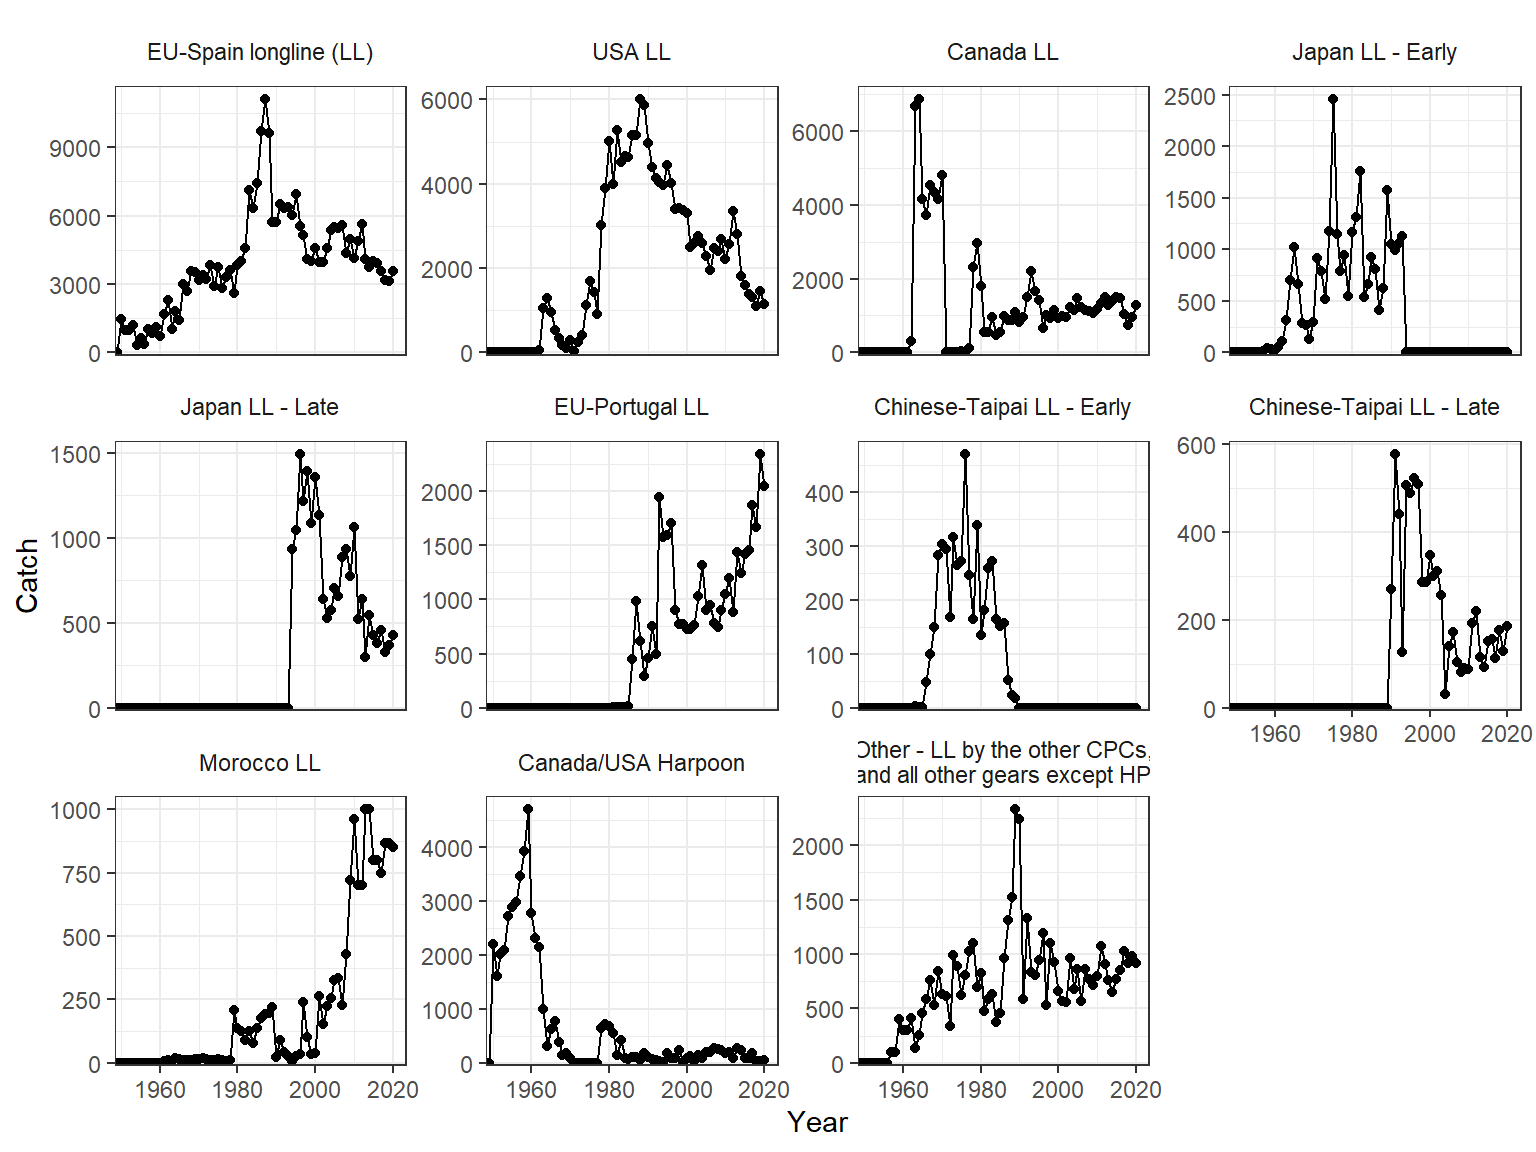 EU-Spain longline (LL)
USA LL
Canada LL
Japan LL - Early
9000
6000
3000
0
6000
4000
2000
0
6000
4000
2000
0
2500
2000
1500
1000
500
0
Japan LL - Late
EU-Portugal LL
Chinese-Taipai LL - Early
Chinese-Taipai LL - Late
1500
1000
500
0
2000
1500
1000
500
0
400
300
200
100
0
600
400
200
0
1960 1980 2000 2020
Morocco LL
Canada/USA Harpoon
Other - LL by the other CPCs,
and all other gears except HP
1000
750
500
250
0
4000
3000
2000
1000
0
2000
1500
1000
500
0
1960 1980 2000 2020
1960 1980 2000 2020
1960 1980 2000 2020
Catch
Year